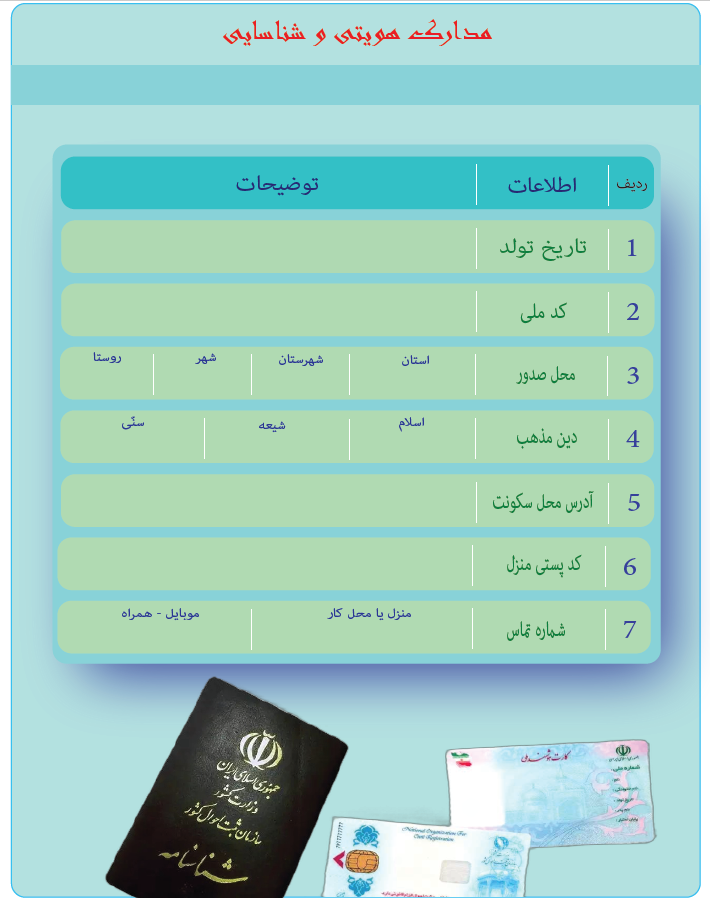 مدارک هویتی و شناسایی
ردیف اطلاعات توضیحات
1 تاریخ تولد
2 کد ملی
3 محل صدور استان شهرستان شهر روستا
4 دین مذهب اسلام شیعه سنّی
5 آدرس محل سکونت
6 کد پستی منزل
7 شماره تماس منزل یا محل کار موبایل - همراه
جمهوری اسلامی ایران
وزارت کشور
سازمان ثبت احوال کشور
شناسنامه
کارت هوشمند ملی
شماره ملی:
National Organization For
Civil Registration